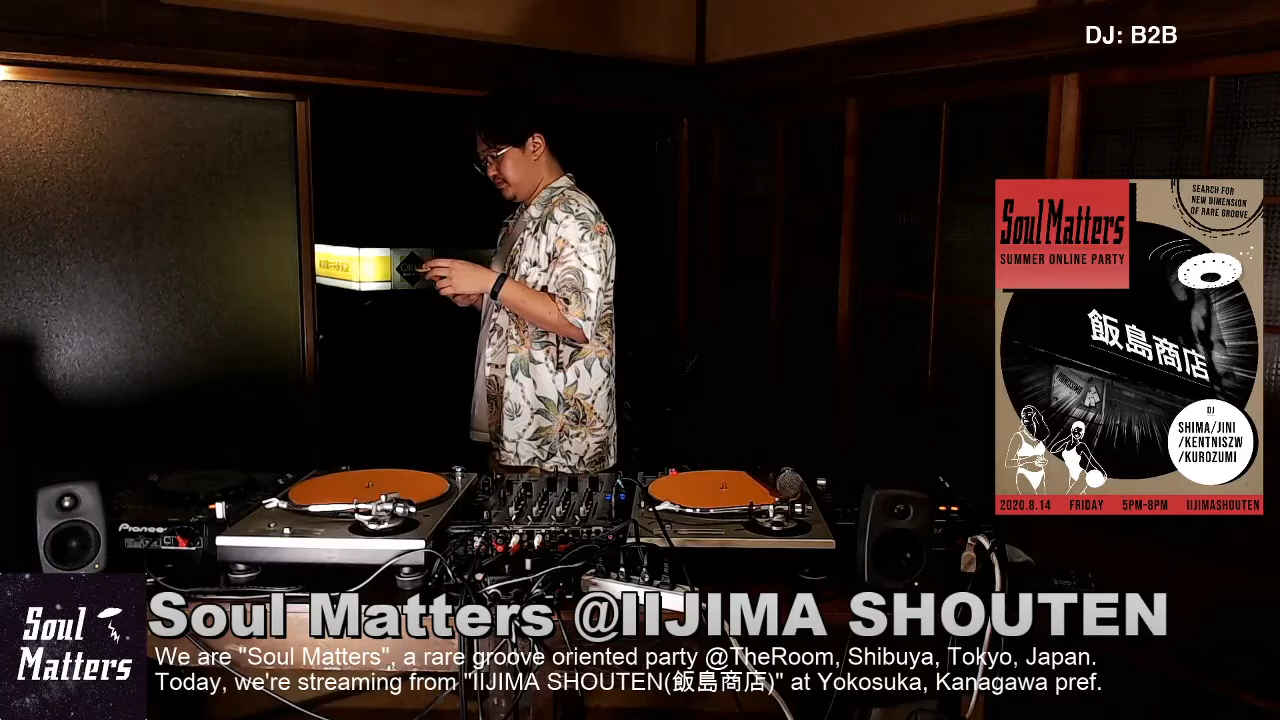 DJ: B2B
SEARCH FOR
NEW DIMENSION
OF RARE GROOVE
Soul Matters
SUMMER ONLINE PARTY
飯島商店
DJ
SHIMA/JINI
/KENTNISZW
/KUROZUMI
2020.8.14 FRIDAY 5PM-8PM IIJIMASHOUTEN
Pioneer
Soul
Matters
Soul Matters @IIJIMA SHOUTEN
We are "Soul Matters", a rare groove oriented party @TheRoom, Shibuya, Tokyo, Japan.
Today, we're streaming from "IIJIMA SHOUTEN(飯島商店)" at Yokosuka, Kanagawa pref.